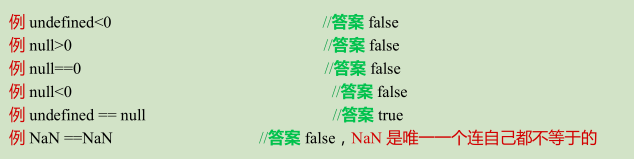 例 undefined<0 //答案 false
例 null>0 //答案 false
例 null==0 //答案 false
例 null<0 //答案 false
例 undefined == null //答案 true
例 NaN ==NaN //答案 false，NaN 是唯一一个连自己都不等于的